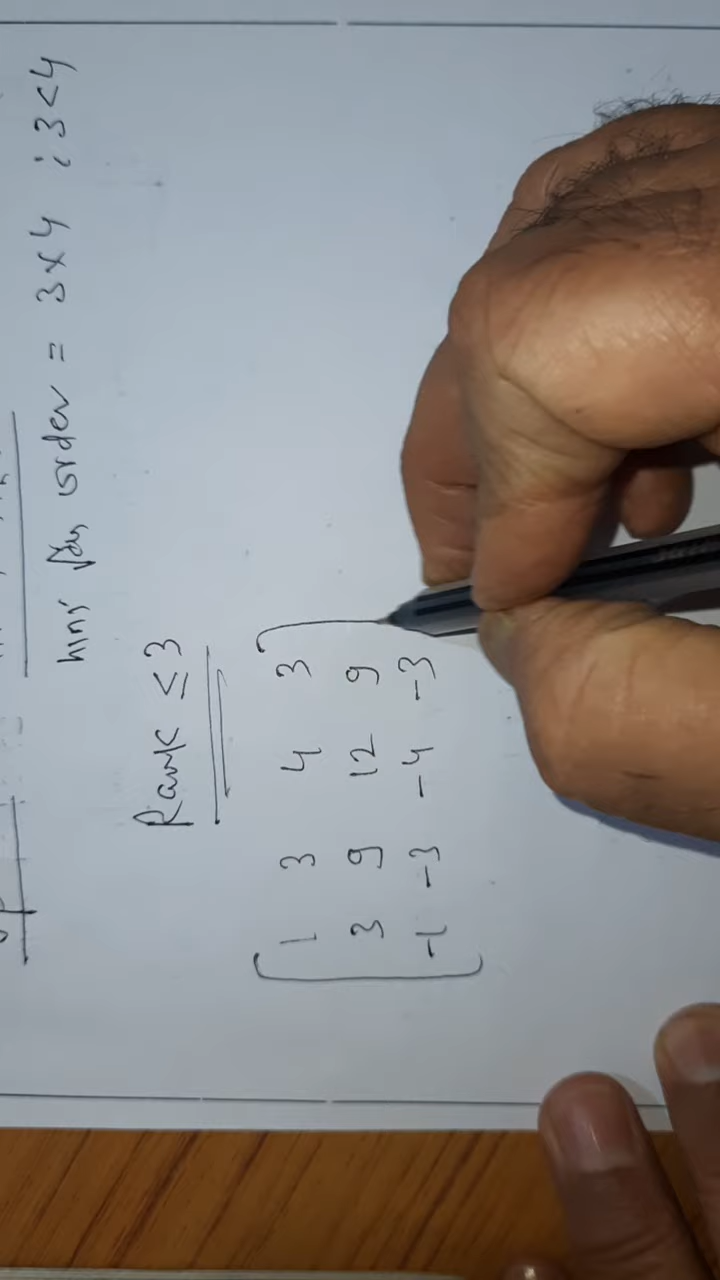 order = 3 × 4 ; 3 < 4
Rank ≤ 3
1 3 4 3
3 9 12 9
-1 -3 -4 -3